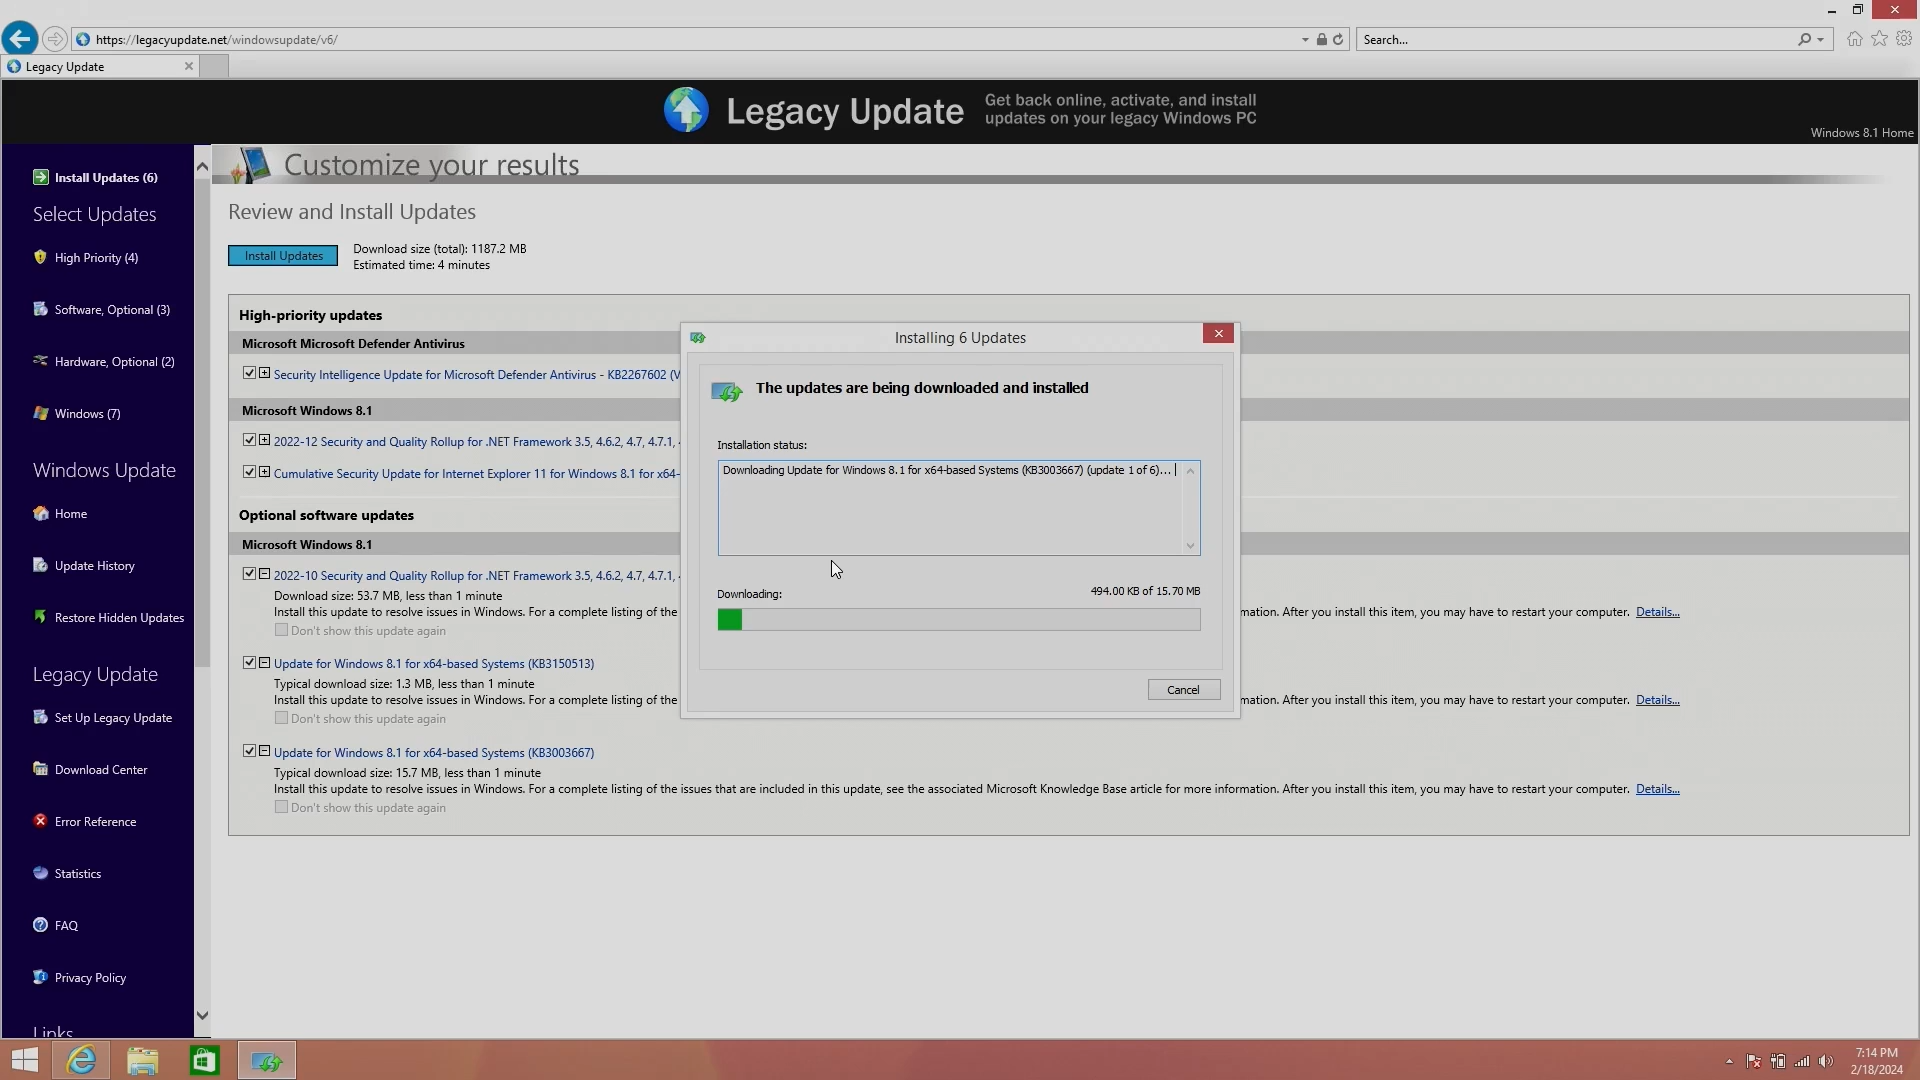 https://legacyupdate.net/windowsupdate/v6/
Search...
Legacy Update
Legacy Update
Get back online, activate, and install
updates on your legacy Windows PC
Windows 8.1 Home
Install Updates (6)
Select Updates
High Priority (4)
Software, Optional (3)
Hardware, Optional (2)
Windows (7)
Windows Update
Home
Update History
Restore Hidden Updates
Legacy Update
Set Up Legacy Update
Download Center
Error Reference
Statistics
FAQ
Privacy Policy
Links
Customize your results
Review and Install Updates
Install Updates
Download size (total): 1187.2 MB
Estimated time: 4 minutes
High-priority updates
Microsoft Microsoft Defender Antivirus
Security Intelligence Update for Microsoft Defender Antivirus - KB2267602 (V
Microsoft Windows 8.1
2022-12 Security and Quality Rollup for .NET Framework 3.5, 4.6.2, 4.7, 4.7.1,
Cumulative Security Update for Internet Explorer 11 for Windows 8.1 for x64-
Optional software updates
Microsoft Windows 8.1
2022-10 Security and Quality Rollup for .NET Framework 3.5, 4.6.2, 4.7, 4.7.1,
Download size: 53.7 MB, less than 1 minute
Install this update to resolve issues in Windows. For a complete listing of the mation. After you install this item, you may have to restart your computer. Details...
Don't show this update again
Update for Windows 8.1 for x64-based Systems (KB3150513)
Typical download size: 1.3 MB, less than 1 minute
Install this update to resolve issues in Windows. For a complete listing of the mation. After you install this item, you may have to restart your computer. Details...
Don't show this update again
Update for Windows 8.1 for x64-based Systems (KB3003667)
Typical download size: 15.7 MB, less than 1 minute
Install this update to resolve issues in Windows. For a complete listing of the issues that are included in this update, see the associated Microsoft Knowledge Base article for more information. After you install this item, you may have to restart your computer. Details...
Don't show this update again
Installing 6 Updates
The updates are being downloaded and installed
Installation status:
Downloading Update for Windows 8.1 for x64-based Systems (KB3003667) (update 1 of 6)...
Downloading:
494.00 KB of 15.70 MB
Cancel
7:14 PM
2/18/2024